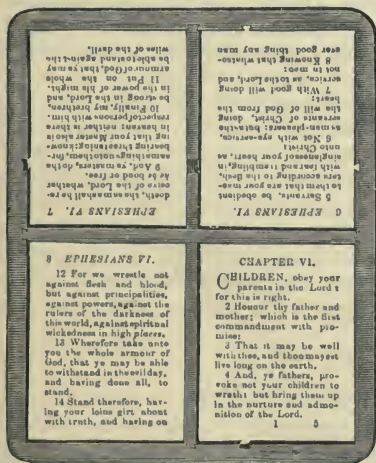 CHAPTER VI.
CHILDREN, obey your
parents in the Lord :
for this is right.
2 Honour thy father and
mother; which is the first
commandment with pro-
mise;
3 That it may be well
with thee, and thou mayest
live long on the earth.
4 And, ye fathers, pro-
voke not your children to
wrath: but bring them up
in the nurture and admo-
nition of the Lord.
1 5
EPHESIANS VI. 6
5 Servants, be obedient
to them that are your mas-
ters according to the flesh,
with fear and trembling, in
singleness of your heart, as
unto Christ:
6 Not with eye-service,
as men-pleasers: but as the
servants of Christ, doing
the will of God from the
heart:
7 With good will doing
service, as to the Lord, and
not to men:
8 Knowing that whatso-
ever good thing any man
EPHESIANS VI. 7
doeth, the same shall he re-
ceive of the Lord, whether
he is bond or free.
9 And, ye masters, do the
same things unto them, for-
bearing threatening: know-
ing that your Master also is
in heaven; neither is there
respect of persons with him.
10 Finally, my brethren,
be strong in the Lord, and
in the power of his might.
11 Put on the whole
armour of God, that ye may
be able to stand against the
wiles of the devil.
8 EPHESIANS VI.
12 For we wrestle not
against flesh and blood,
but against principalities,
against powers, against the
rulers of the darkness of
this world, against spiritual
wickedness in high places,
13 Wherefore take unto
you the whole armour of
God, that ye may be able
to withstand in the evil day,
and having done all, to
stand.
14 Stand therefore, hav-
ing your loins girt about
with truth, and having on